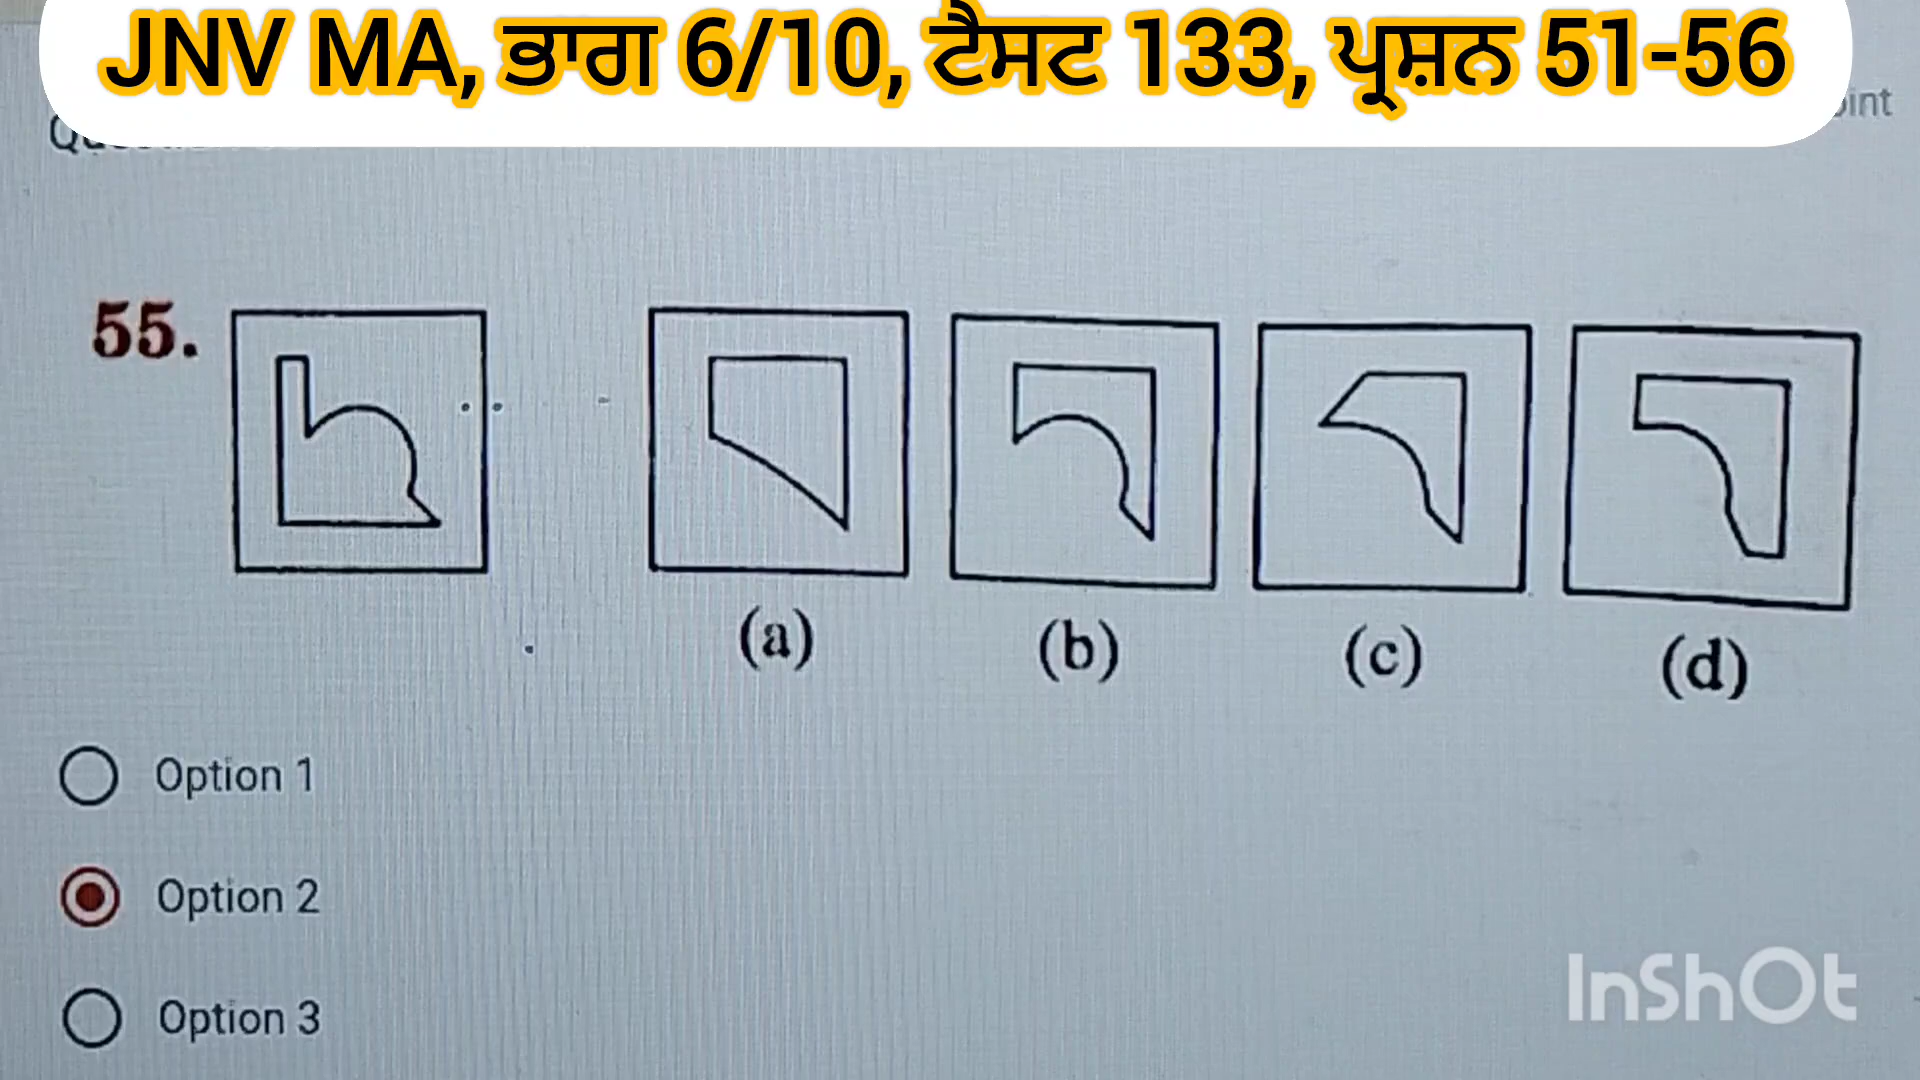 JNV MA, ਭਾਗ 6/10, ਟੈਸਟ 133, ਪ੍ਰਸ਼ਨ 51-56
55.
(a) (b) (c) (d)
Option 1
Option 2
Option 3
InShOt